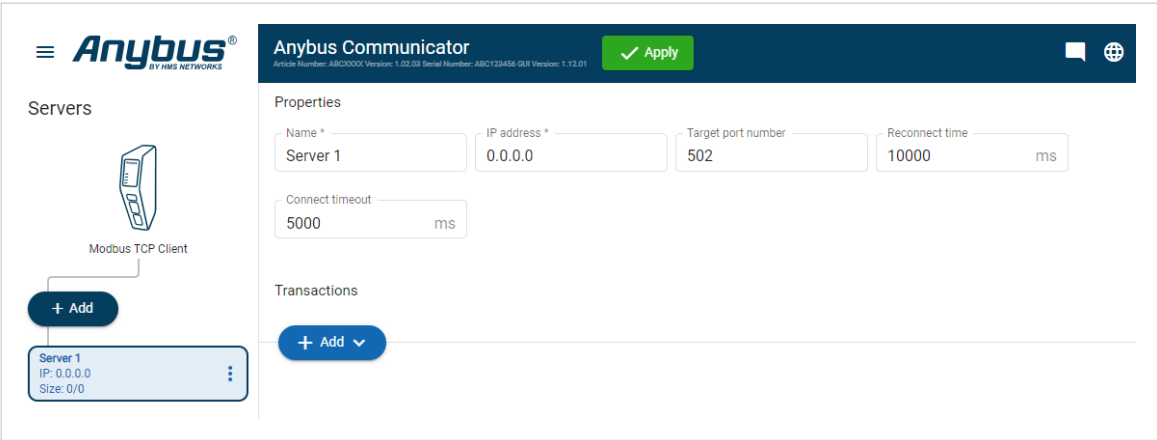 Anybus®
BY HMS NETWORKS
Anybus Communicator
Article Number: ABCXXXX Version: 1.02.03 Serial Number: ABC123456 GUI Version: 1.12.01
Apply
Servers
Modbus TCP Client
+ Add
Server 1
IP: 0.0.0.0
Size: 0/0
Properties
Name *
Server 1
IP address *
0.0.0.0
Target port number
502
Reconnect time
10000 ms
Connect timeout
5000 ms
Transactions
+ Add